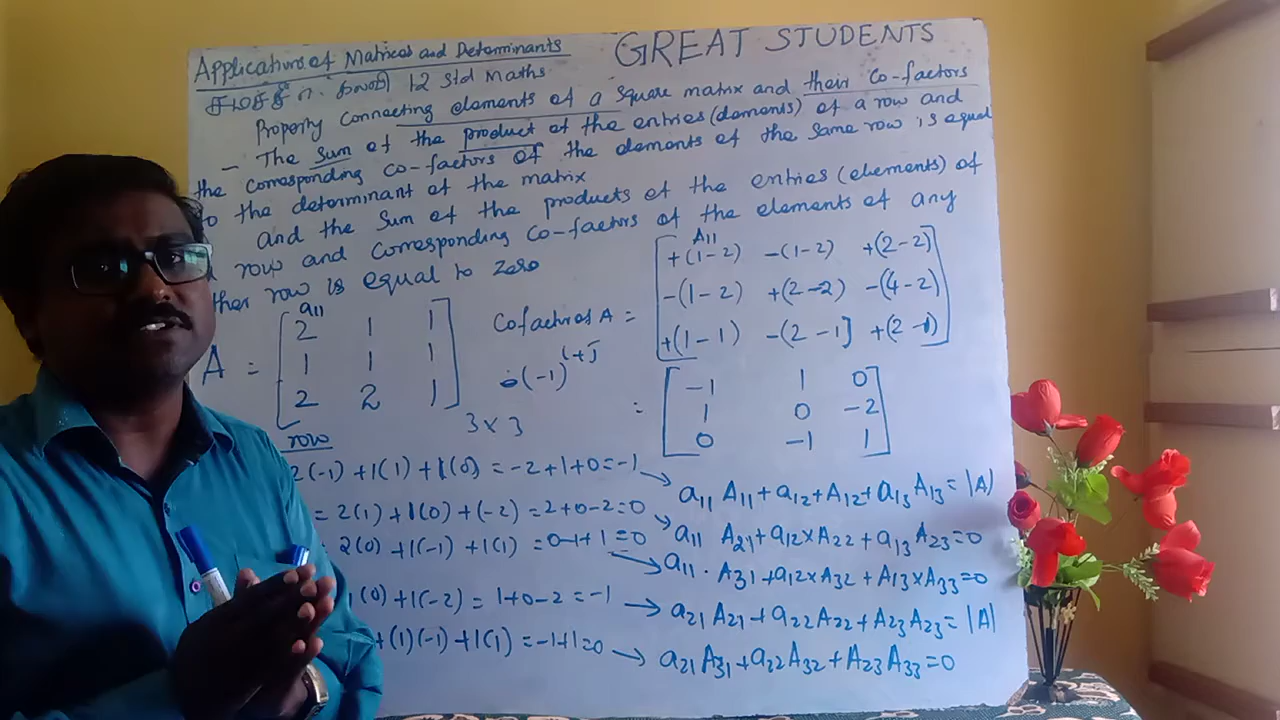 GREAT STUDENTS
Application of Matrices and Determinants
12 Std Maths
Property connecting elements of a square matrix and their Co-factors
- The sum of the product of the entries (elements) of a row and
the corresponding co-factors of the elements of the same row is equal
to the determinant of the matrix
and the sum of the products of the entries (elements) of
row and corresponding co-factors of the elements of any
ther row is equal to Zero
a11
A = [ 2 1 1
1 1 1
2 2 1 ]
3 x 3
Cofactres A =
(-1)^i+j
A11
[ +(1-2) -(1-2) +(2-2)
-(1-2) +(2-2) -(4-2)
+(1-1) -(2-1] +(2-1) ]
= [ -1 1 0
1 0 -2
0 -1 1 ]
row
2(-1) +1(1) +1(0) = -2+1+0=-1 → a11 A11 + a12 + A12 + a13 A13 = |A|
= 2(1) +1(0) +(-2) = 2+0-2=0 → a11 A21 + a12 x A22 + a13 A23 = 0
2(0) +1(-1) +1(1) = 0-1+1=0 → a11 . A31 + a12 x A32 + A13 x A33 = 0
(0) +1(-2) = 1+0-2 = -1 → a21 A21 + a22 A22 + A23 A23 = |A|
+ (1)(-1) +1(1) = -1+1=0 → a21 A31 + a22 A32 + A23 A33 = 0